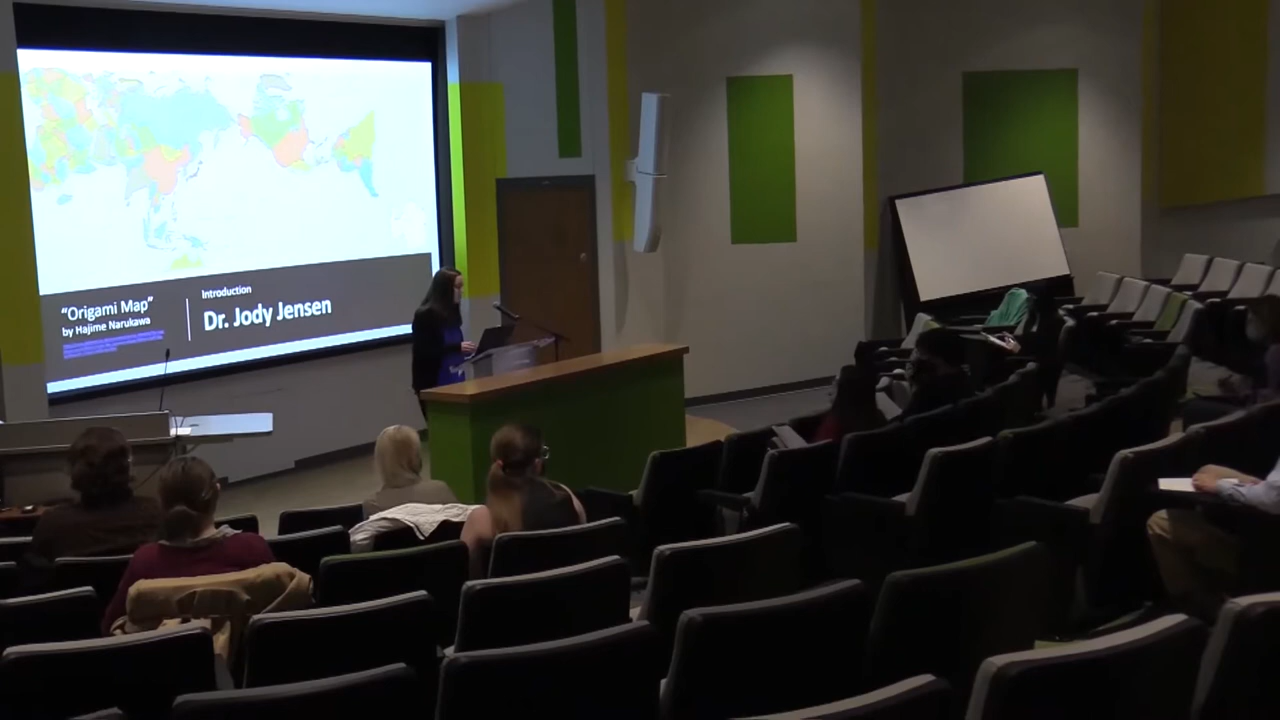 "Origami Map"
by Hajime Narukawa
Introduction
Dr. Jody Jensen